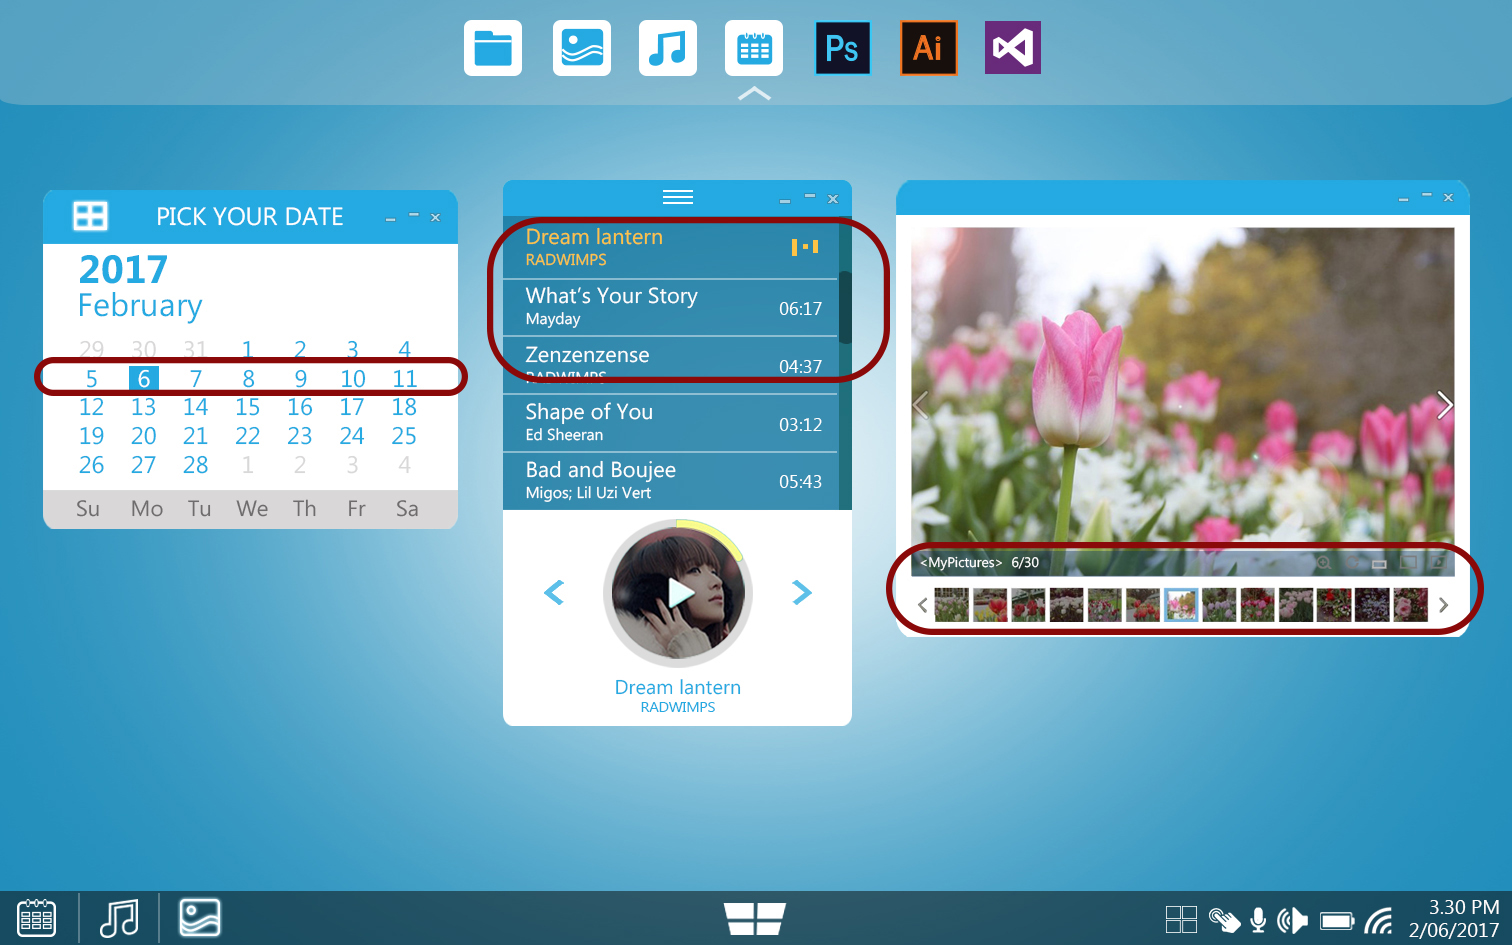 Ps
Ai
PICK YOUR DATE
2017
February
29 30 31 1 2 3 4
5 6 7 8 9 10 11
12 13 14 15 16 17 18
19 20 21 22 23 24 25
26 27 28 1 2 3 4
Su Mo Tu We Th Fr Sa
Dream lantern
RADWIMPS
What's Your Story
Mayday
06:17
Zenzenzense
RADWIMPS
04:37
Shape of You
Ed Sheeran
03:12
Bad and Boujee
Migos; Lil Uzi Vert
05:43
Dream lantern
RADWIMPS
<MyPictures> 6/30
3.30 PM
2/06/2017